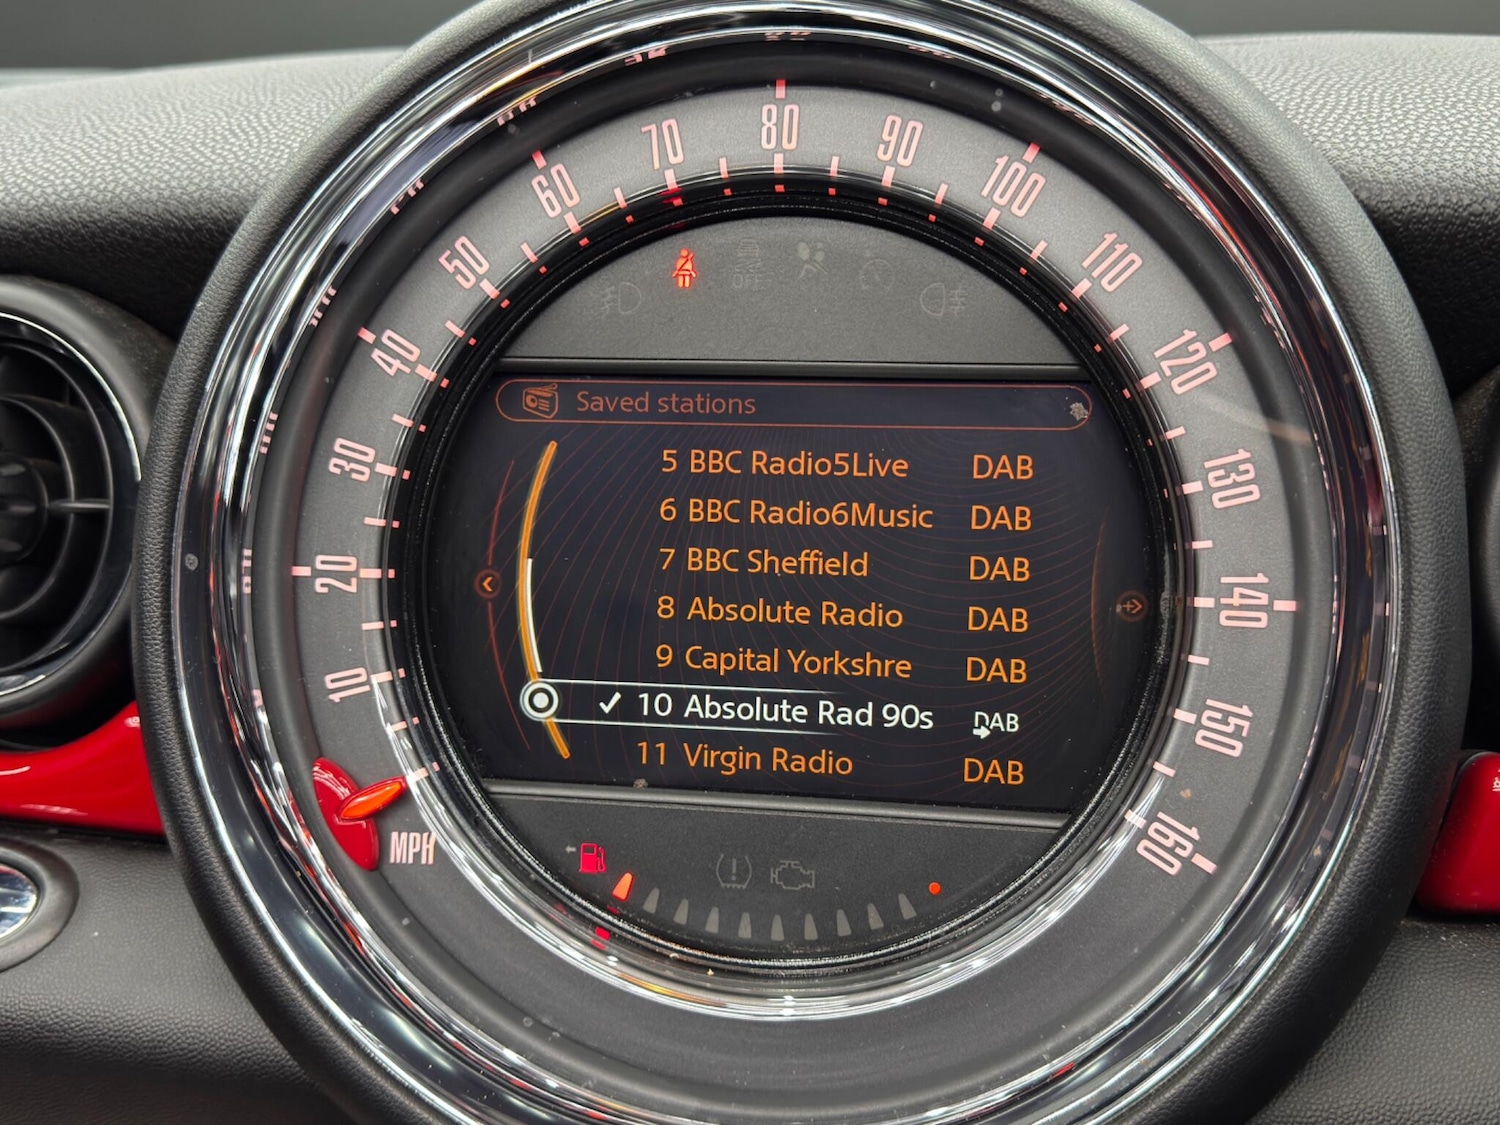 80
70
90
60
100
50
110
40
120
30
130
20
140
10
150
160
MPH
OFF
Saved stations
5 BBC Radio5Live DAB
6 BBC Radio6Music DAB
7 BBC Sheffield DAB
8 Absolute Radio DAB
9 Capital Yorkshre DAB
✓ 10 Absolute Rad 90s DAB
11 Virgin Radio DAB